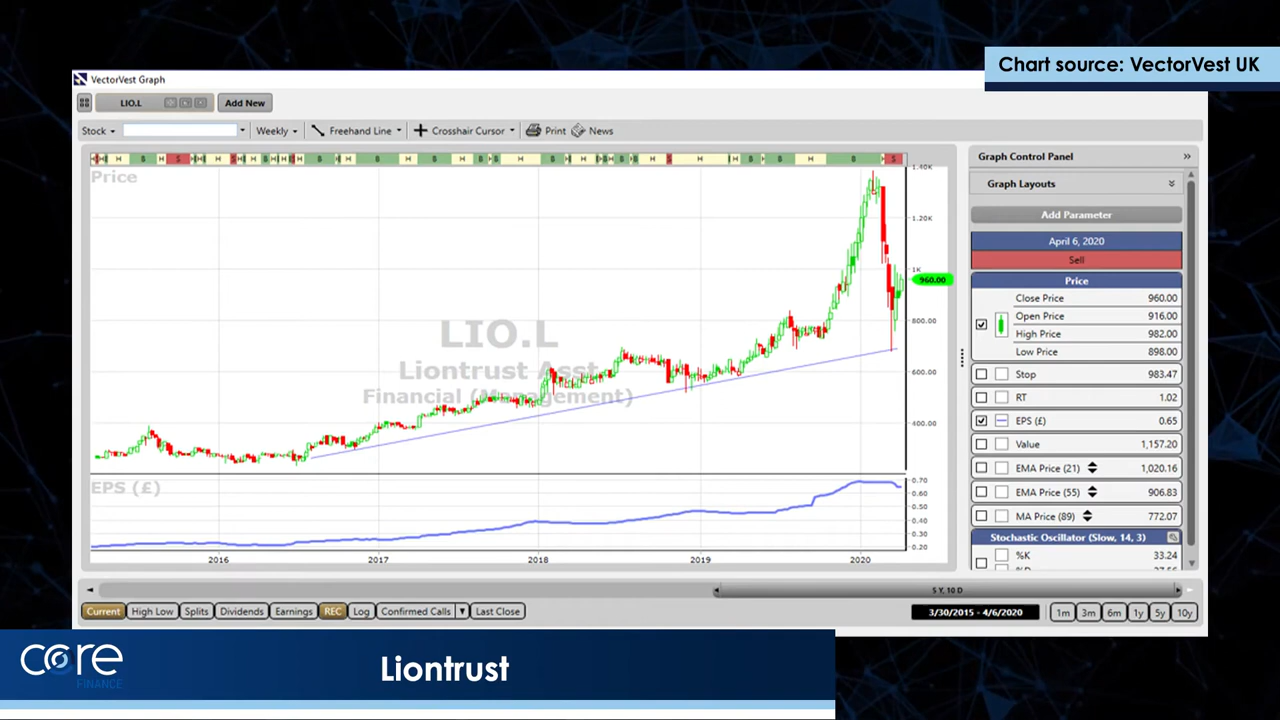 Chart source: VectorVest UK
VectorVest Graph
LIO.L
Add New
Stock
Weekly
Freehand Line
Crosshair Cursor
Print
News
Price
1.40K
1.20K
1K
960.00
800.00
600.00
400.00
LIO.L
Liontrust Asst
Financial (Management)
EPS (£)
0.70
0.60
0.50
0.40
0.30
0.20
2016
2017
2018
2019
2020
Graph Control Panel
Graph Layouts
Add Parameter
April 6, 2020
Sell
Price
Close Price 960.00
Open Price 916.00
High Price 982.00
Low Price 898.00
Stop 983.47
RT 1.02
EPS (£) 0.65
Value 1,157.20
EMA Price (21) 1,020.16
EMA Price (55) 906.83
MA Price (89) 772.07
Stochastic Oscillator (Slow, 14, 3)
%K 33.24
5 Y, 10 D
Current
High Low
Splits
Dividends
Earnings
REC
Log
Confirmed Calls
Last Close
3/30/2015 - 4/6/2020
1m
3m
6m
1y
5y
10y
core
FINANCE
Liontrust